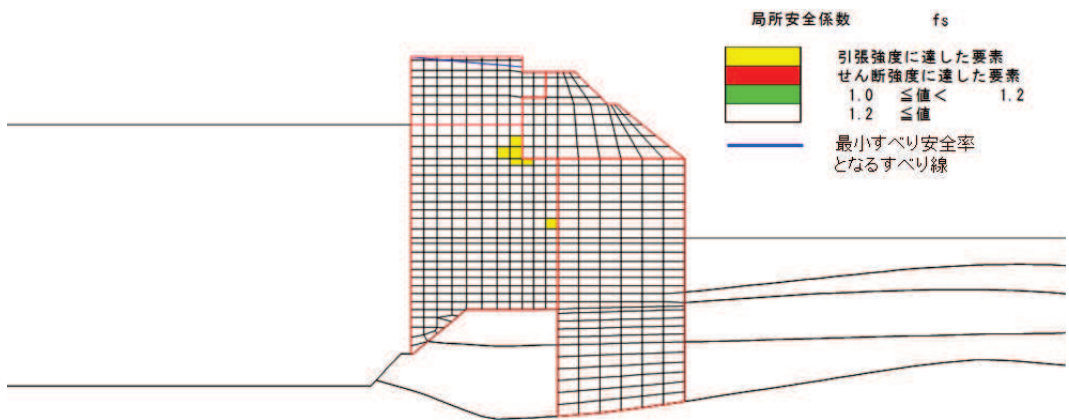 局所安全係数 fs
引張強度に達した要素
せん断強度に達した要素
1.0 ≦値< 1.2
1.2 ≦値
最小すべり安全率
となるすべり線